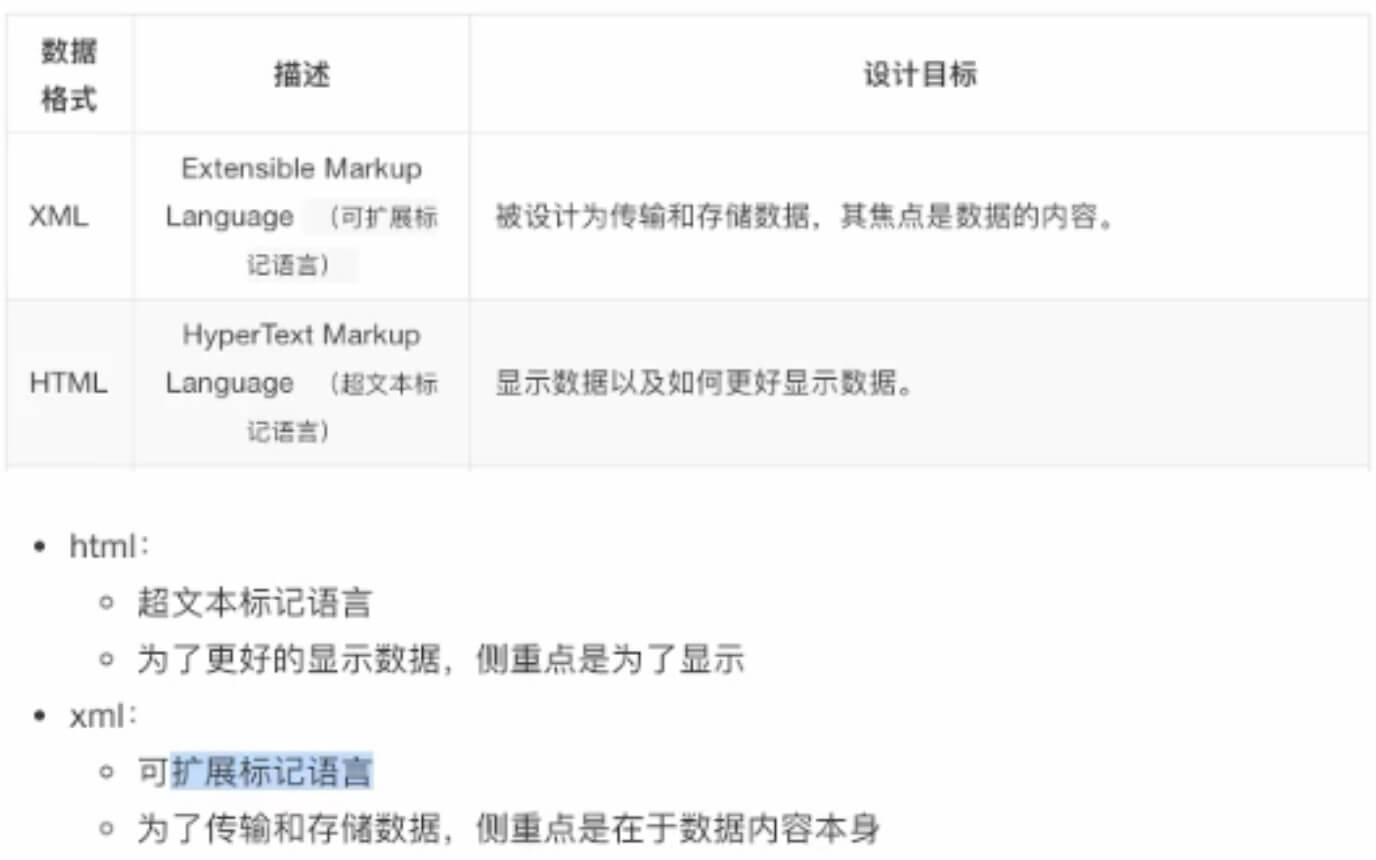 数据
格式
描述
设计目标
XML
Extensible Markup
Language （可扩展标
记语言）
被设计为传输和存储数据，其焦点是数据的内容。
HTML
HyperText Markup
Language （超文本标
记语言）
显示数据以及如何更好显示数据。
html：
超文本标记语言
为了更好的显示数据，侧重点是为了显示
xml：
可扩展标记语言
为了传输和存储数据，侧重点是在于数据内容本身